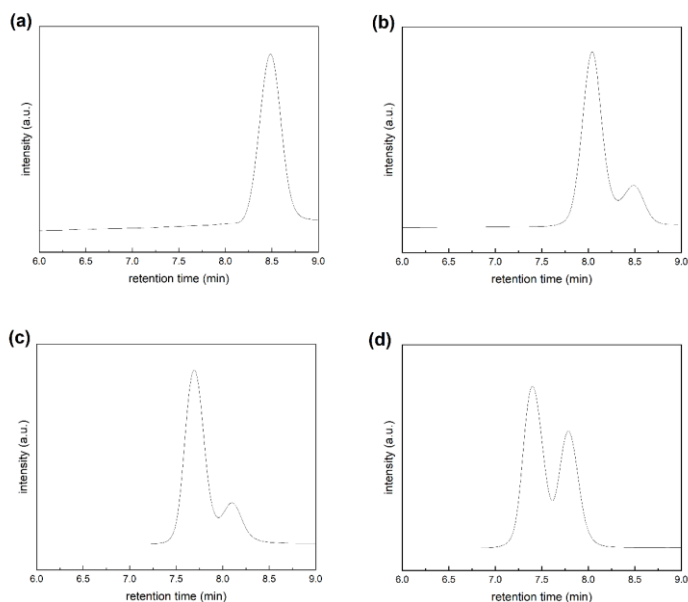 (a)
intensity (a.u.)
6.0 6.5 7.0 7.5 8.0 8.5 9.0
retention time (min)
(b)
intensity (a.u.)
6.0 6.5 7.0 7.5 8.0 8.5 9.0
retention time (min)
(c)
intensity (a.u.)
6.0 6.5 7.0 7.5 8.0 8.5 9.0
retention time (min)
(d)
intensity (a.u.)
6.0 6.5 7.0 7.5 8.0 8.5 9.0
retention time (min)